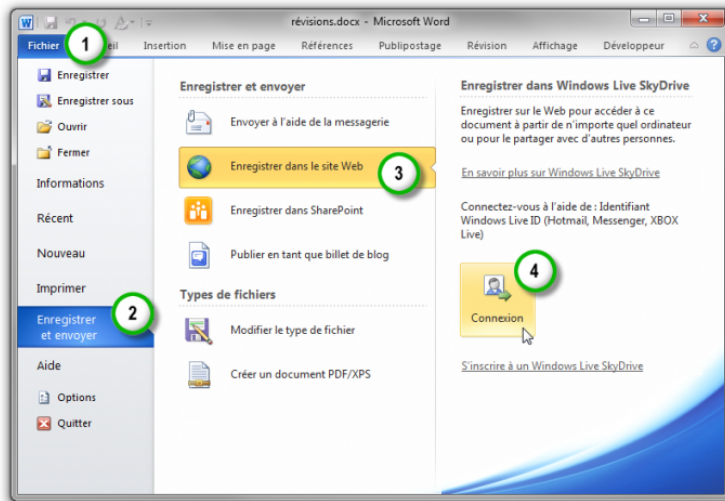 révisions.docx - Microsoft Word
Fichier 1 Insertion Mise en page Références Publipostage Révision Affichage Développeur
Enregistrer
Enregistrer sous
Ouvrir
Fermer
Informations
Récent
Nouveau
Imprimer
Enregistrer
et envoyer
2
Aide
Options
Quitter
Enregistrer et envoyer
Envoyer à l'aide de la messagerie
Enregistrer dans le site Web 3
Enregistrer dans SharePoint
Publier en tant que billet de blog
Types de fichiers
Modifier le type de fichier
Créer un document PDF/XPS
Enregistrer dans Windows Live SkyDrive
Enregistrer sur le Web pour accéder à ce
document à partir de n'importe quel ordinateur
ou pour le partager avec d'autres personnes.
En savoir plus sur Windows Live SkyDrive
Connectez-vous à l'aide de : Identifiant
Windows Live ID (Hotmail, Messenger, XBOX
Live)
4
Connexion
S'inscrire à un Windows Live SkyDrive